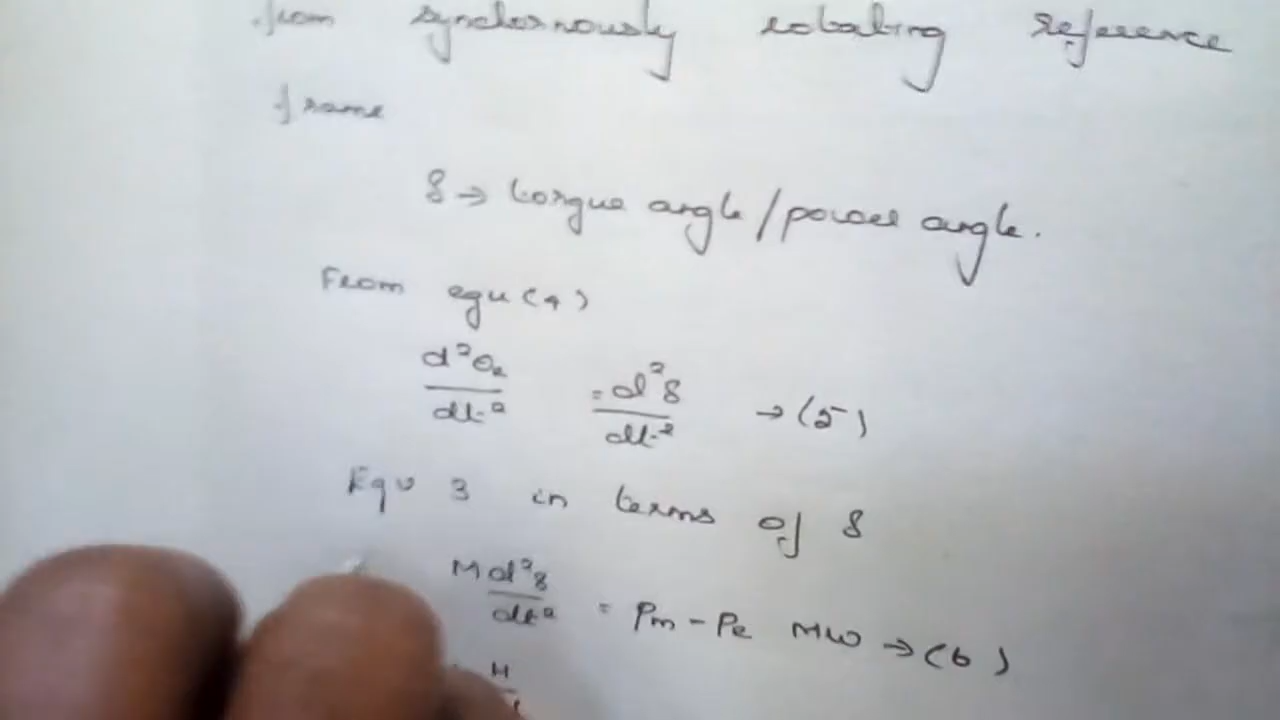 from synchernously rotating reference
frame
δ → torque angle / power angle.
From equ (4)
d²θe/dt² = d²δ/dt² → (5)
Equ 3 in terms of δ
M d²δ/dt² = Pm - Pe MW → (6)
H